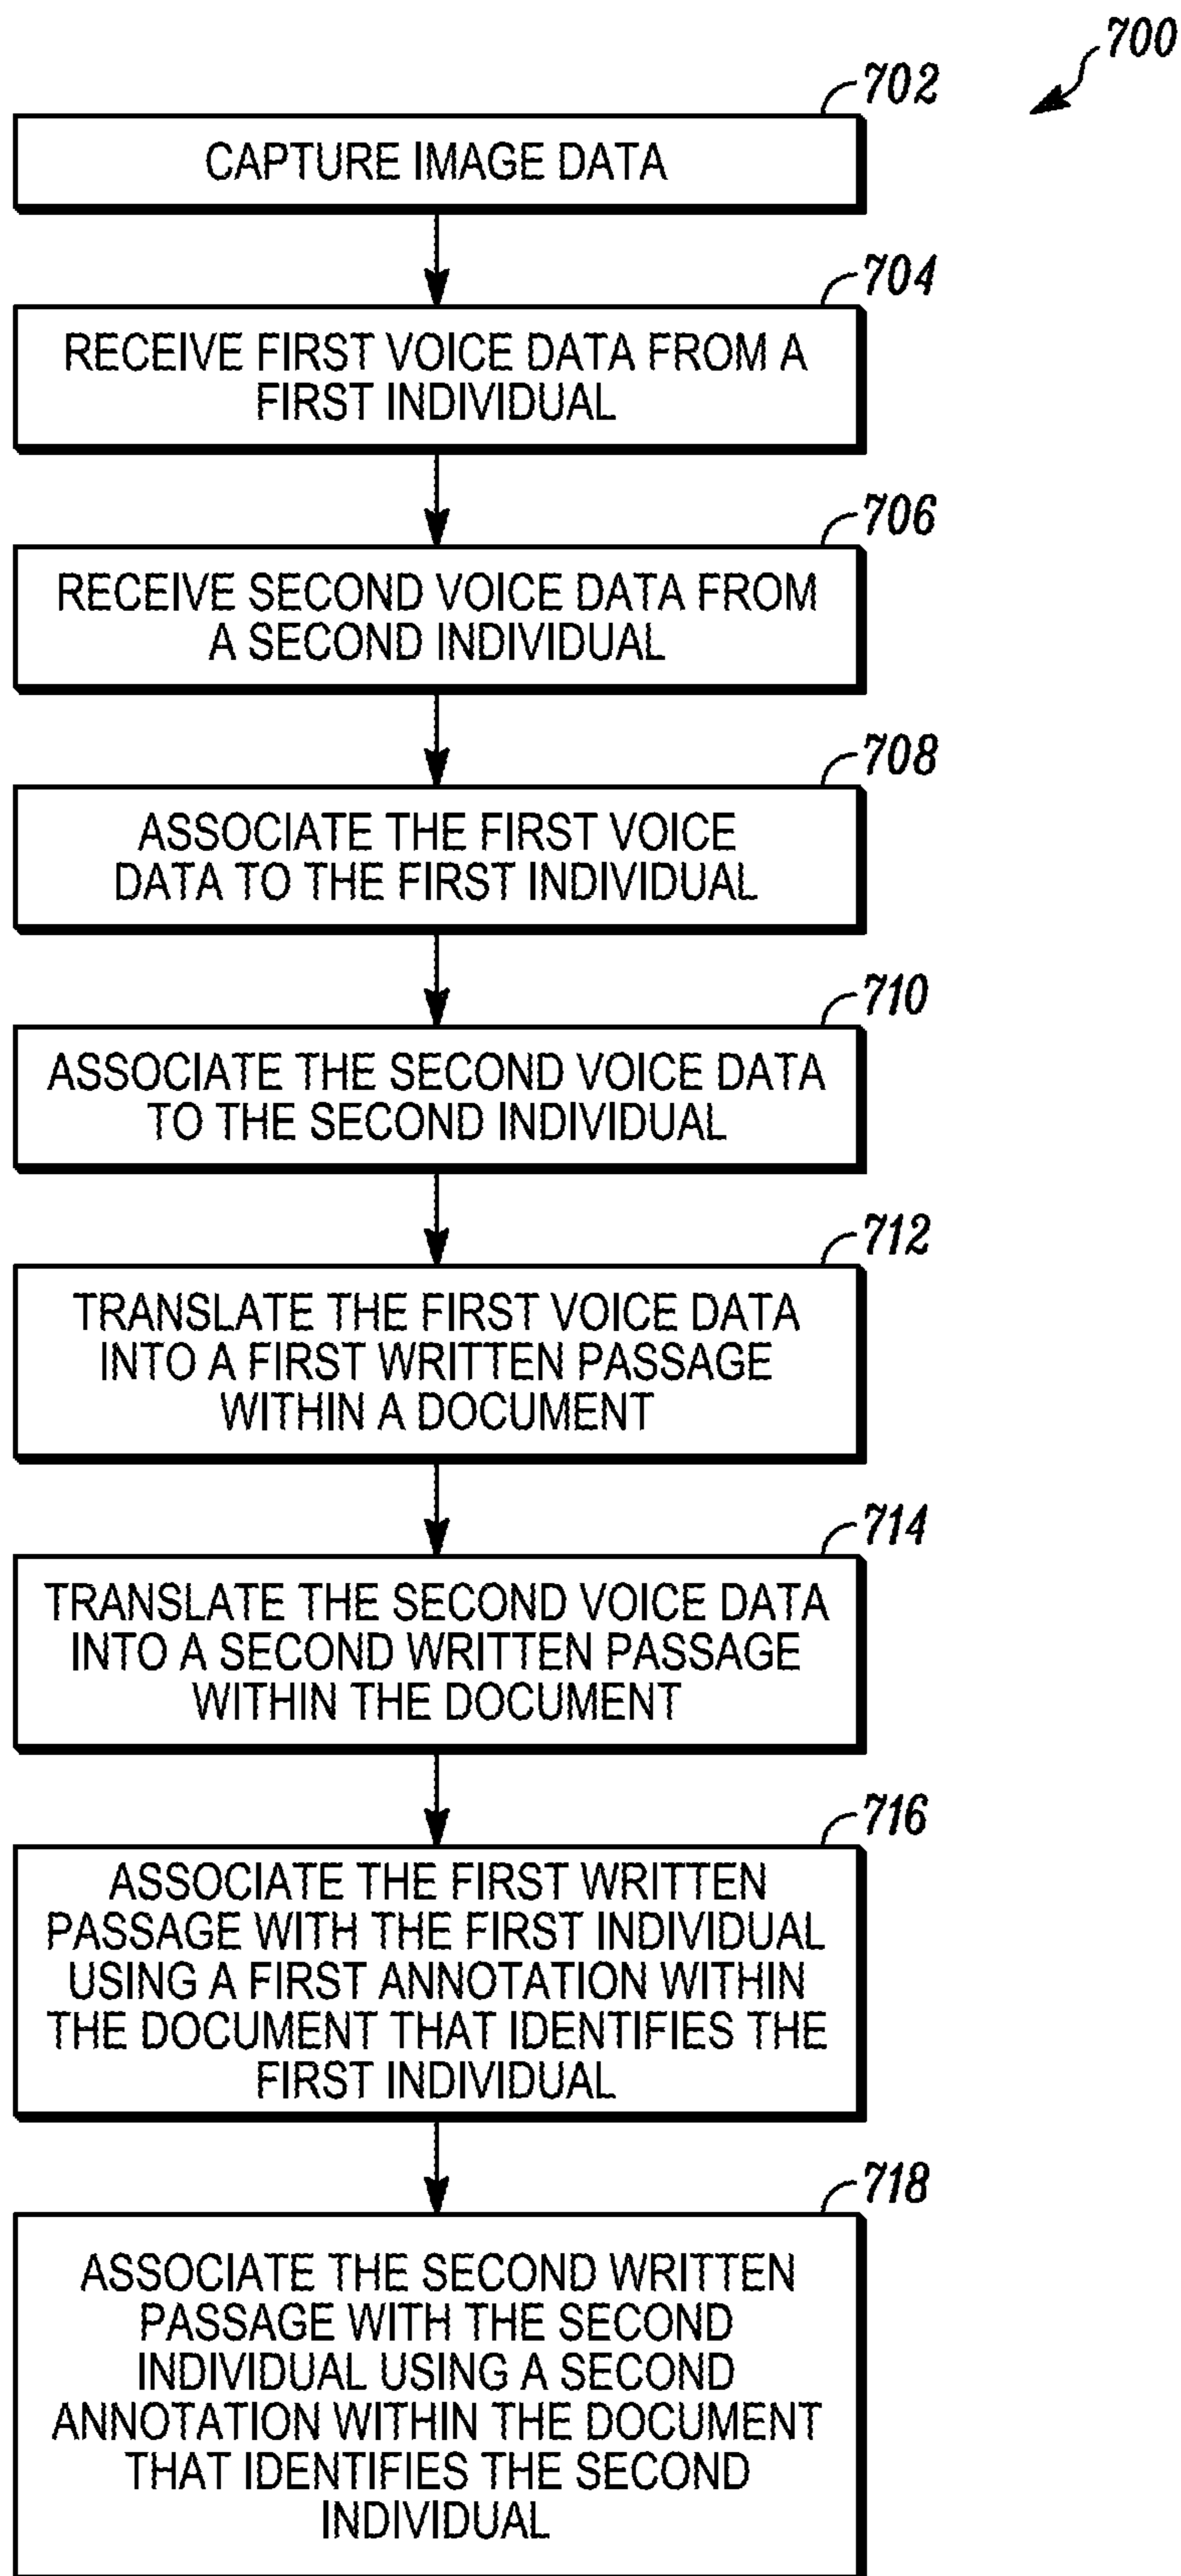 700
702
CAPTURE IMAGE DATA
704
RECEIVE FIRST VOICE DATA FROM A
FIRST INDIVIDUAL
706
RECEIVE SECOND VOICE DATA FROM
A SECOND INDIVIDUAL
708
ASSOCIATE THE FIRST VOICE
DATA TO THE FIRST INDIVIDUAL
710
ASSOCIATE THE SECOND VOICE DATA
TO THE SECOND INDIVIDUAL
712
TRANSLATE THE FIRST VOICE DATA
INTO A FIRST WRITTEN PASSAGE
WITHIN A DOCUMENT
714
TRANSLATE THE SECOND VOICE DATA
INTO A SECOND WRITTEN PASSAGE
WITHIN THE DOCUMENT
716
ASSOCIATE THE FIRST WRITTEN
PASSAGE WITH THE FIRST INDIVIDUAL
USING A FIRST ANNOTATION WITHIN
THE DOCUMENT THAT IDENTIFIES THE
FIRST INDIVIDUAL
718
ASSOCIATE THE SECOND WRITTEN
PASSAGE WITH THE SECOND
INDIVIDUAL USING A SECOND
ANNOTATION WITHIN THE DOCUMENT
THAT IDENTIFIES THE SECOND
INDIVIDUAL